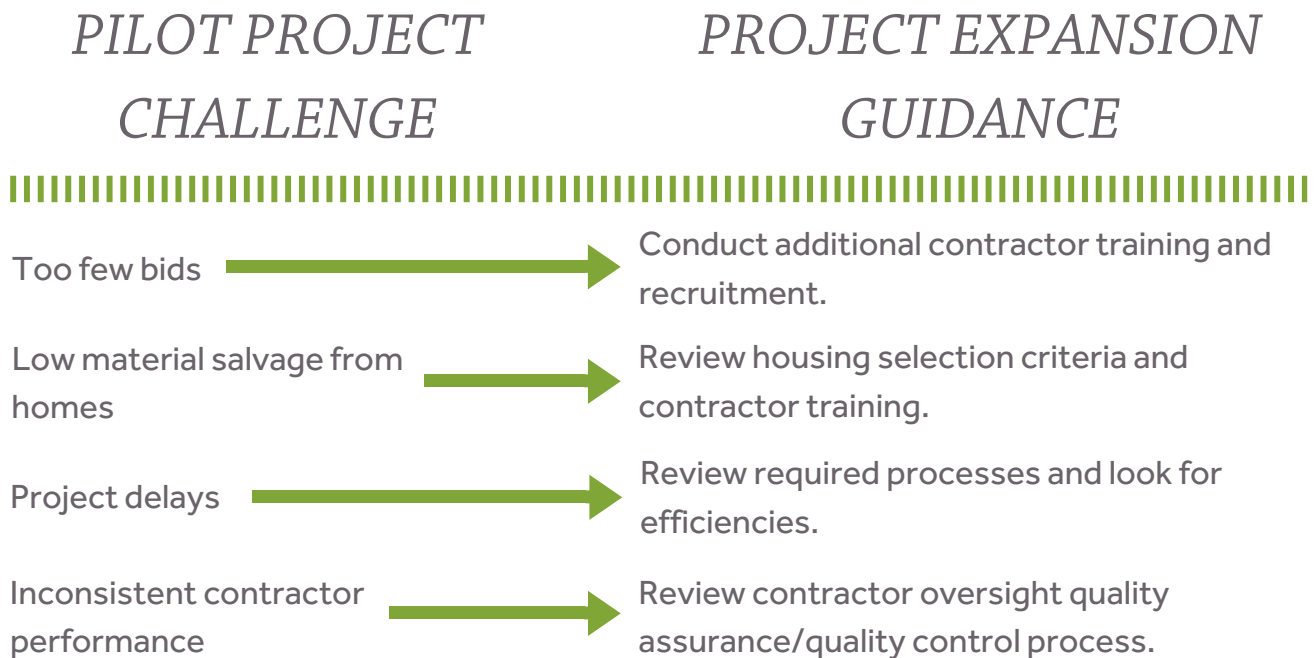 PILOT PROJECT
CHALLENGE
PROJECT EXPANSION
GUIDANCE
Too few bids
Conduct additional contractor training and
recruitment.
Low material salvage from
homes
Review housing selection criteria and
contractor training.
Project delays
Review required processes and look for
efficiencies.
Inconsistent contractor
performance
Review contractor oversight quality
assurance/quality control process.